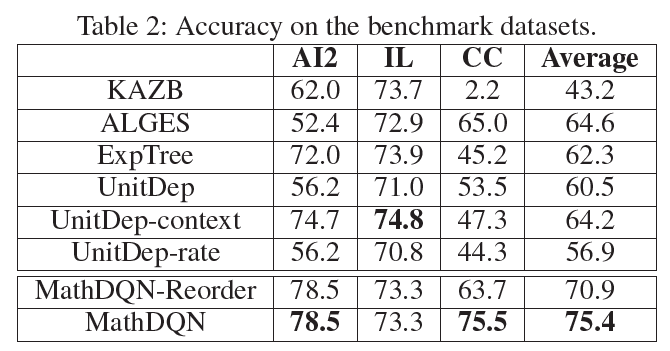 Table 2: Accuracy on the benchmark datasets.
AI2 IL CC Average
KAZB 62.0 73.7 2.2 43.2
ALGES 52.4 72.9 65.0 64.6
ExpTree 72.0 73.9 45.2 62.3
UnitDep 56.2 71.0 53.5 60.5
UnitDep-context 74.7 74.8 47.3 64.2
UnitDep-rate 56.2 70.8 44.3 56.9
MathDQN-Reorder 78.5 73.3 63.7 70.9
MathDQN 78.5 73.3 75.5 75.4